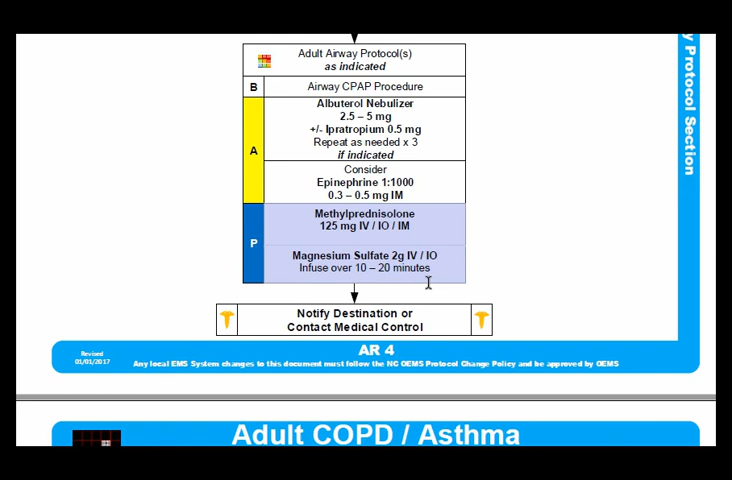 Adult Airway Protocol(s)
as indicated
B
Airway CPAP Procedure
A
Albuterol Nebulizer
2.5 – 5 mg
+/- Ipratropium 0.5 mg
Repeat as needed x 3
if indicated
Consider
Epinephrine 1:1000
0.3 – 0.5 mg IM
P
Methylprednisolone
125 mg IV / IO / IM
Magnesium Sulfate 2g IV / IO
Infuse over 10 – 20 minutes
Notify Destination or
Contact Medical Control
y Protocol Section
Revised
01/01/2017
AR 4
Any local EMS System changes to this document must follow the NC OEMS Protocol Change Policy and be approved by OEMS
Adult COPD / Asthma